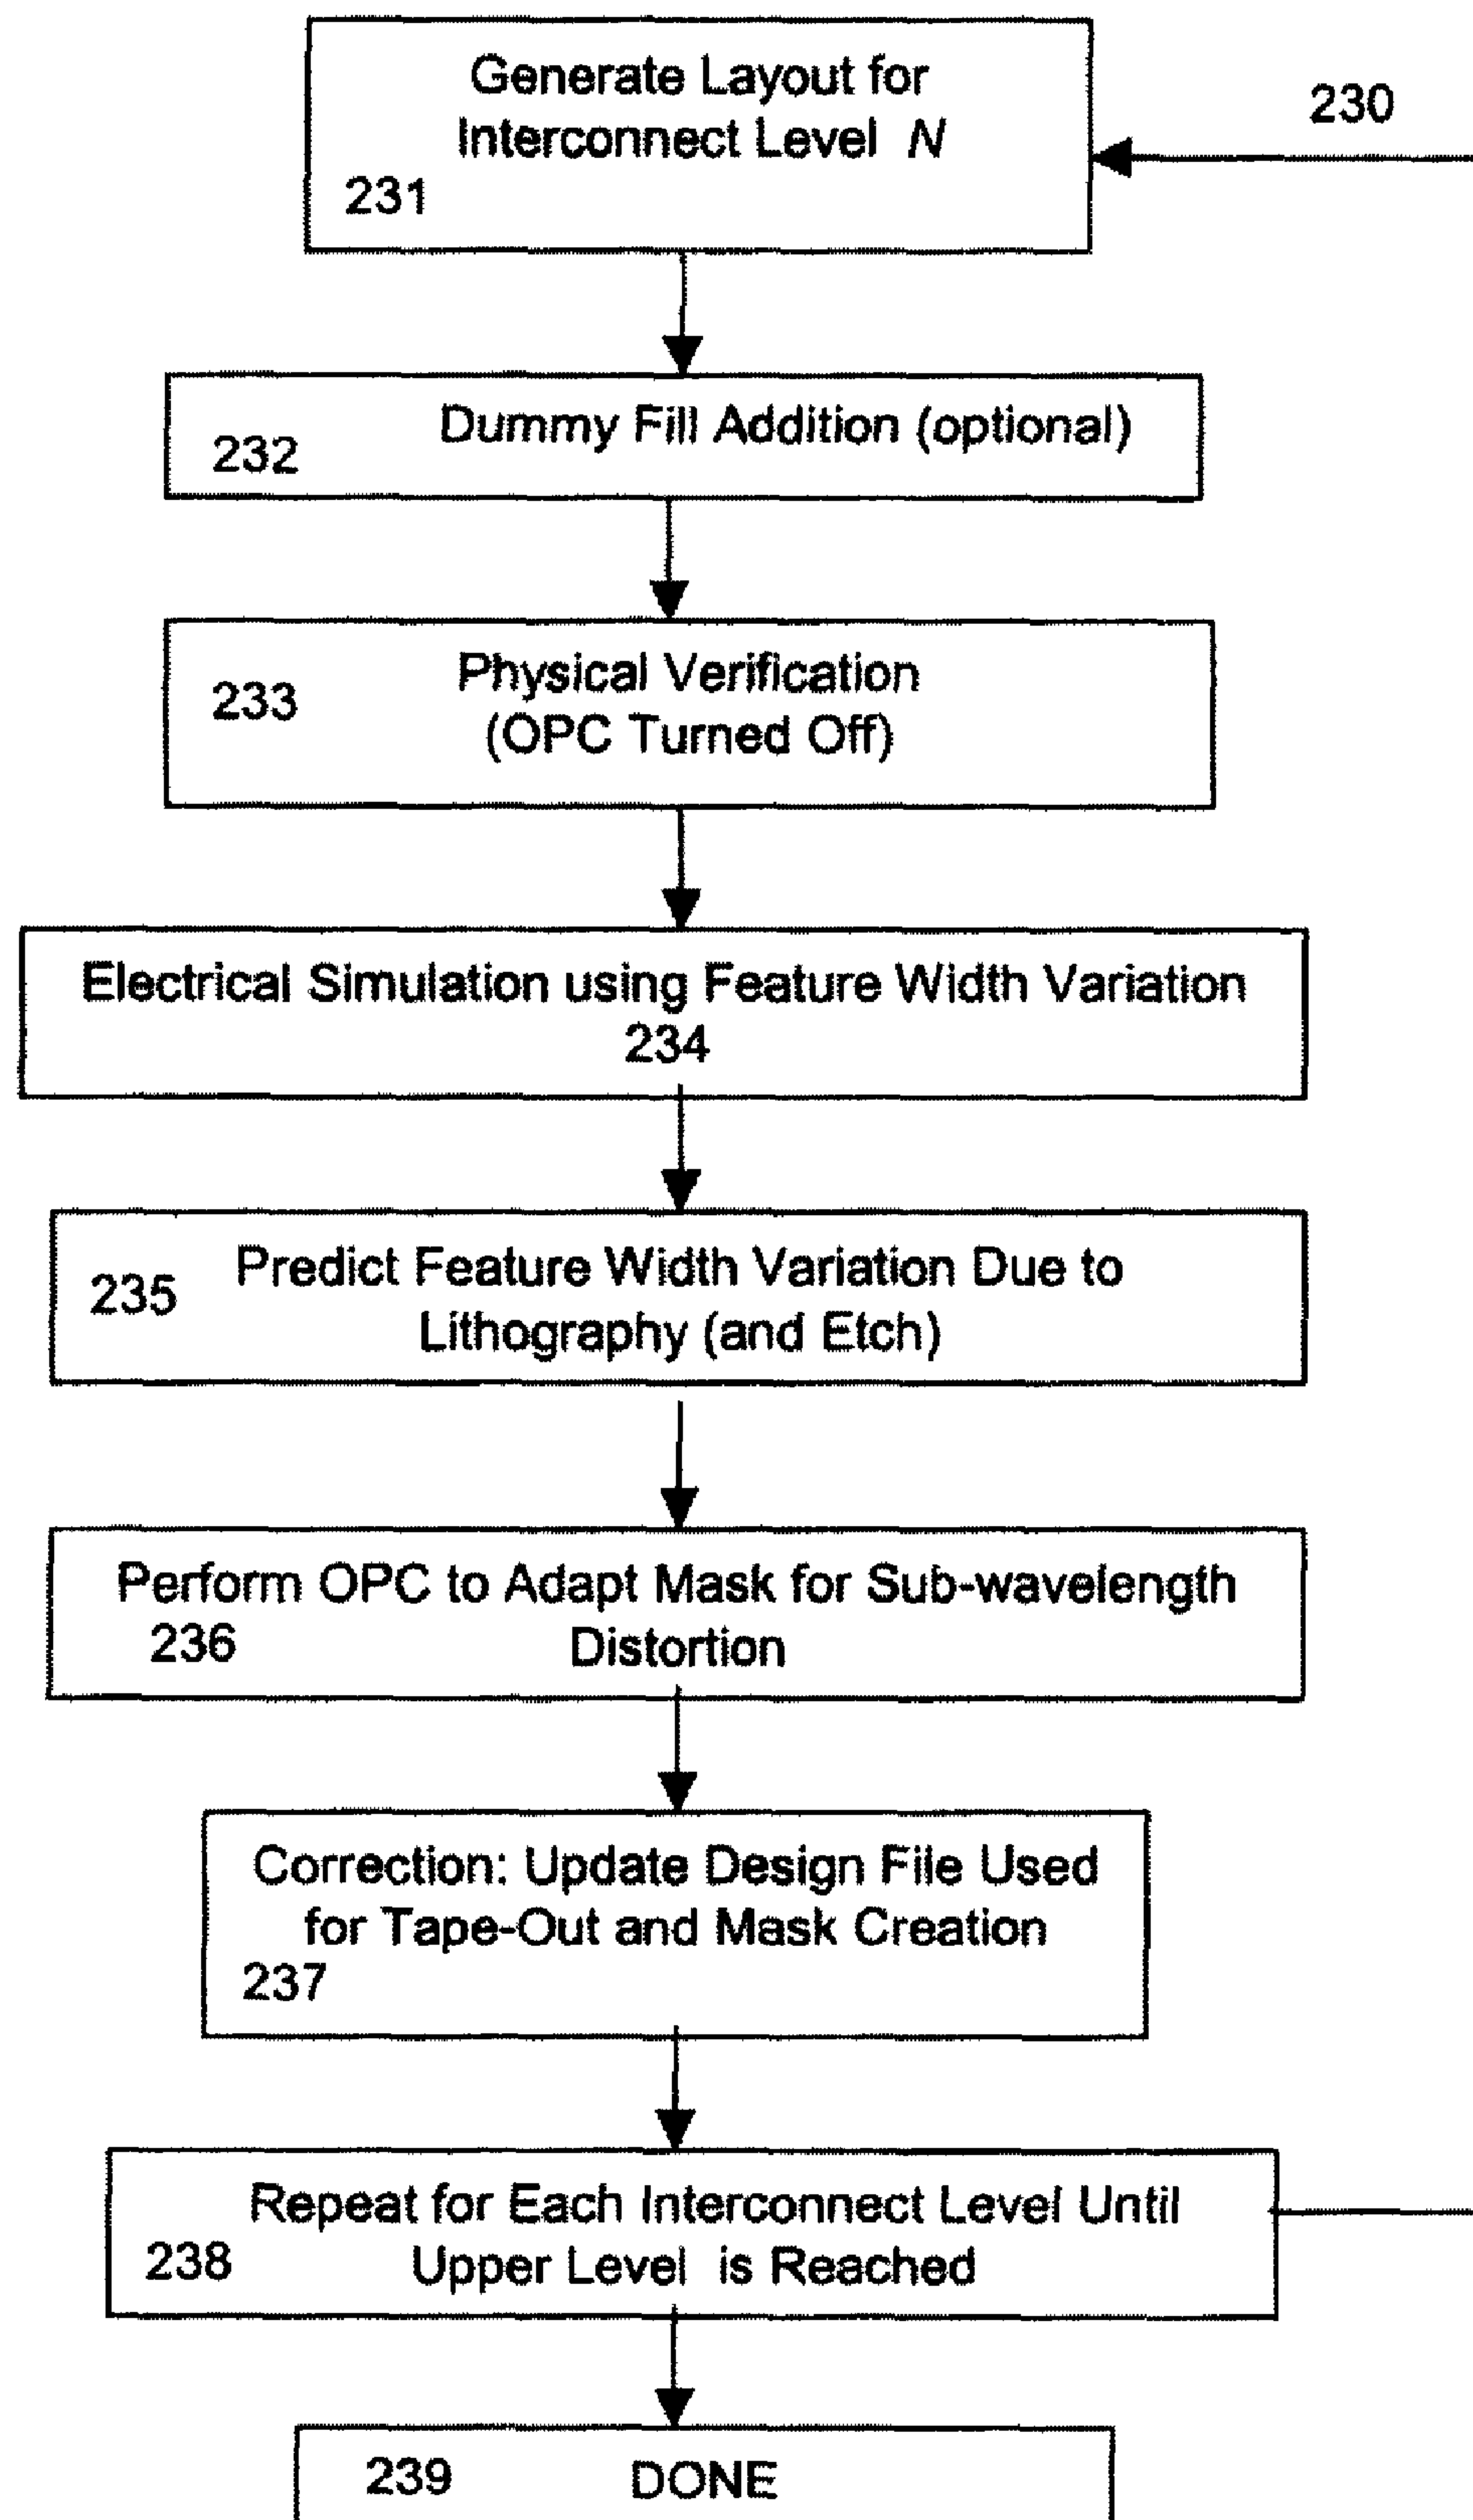 Generate Layout for
Interconnect Level N
231
230
Dummy Fill Addition (optional)
232
Physical Verification
233
(OPC Turned Off)
Electrical Simulation using Feature Width Variation
234
Predict Feature Width Variation Due to
235
Lithography (and Etch)
Perform OPC to Adapt Mask for Sub-wavelength
236 Distortion
Correction: Update Design File Used
for Tape-Out and Mask Creation
237
Repeat for Each Interconnect Level Until
238 Upper Level is Reached
239 DONE